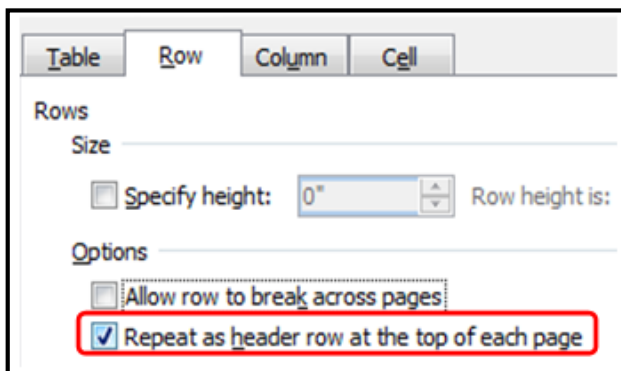 Table Row Column Cell
Rows
Size
Specify height: 0" Row height is:
Options
Allow row to break across pages
Repeat as header row at the top of each page